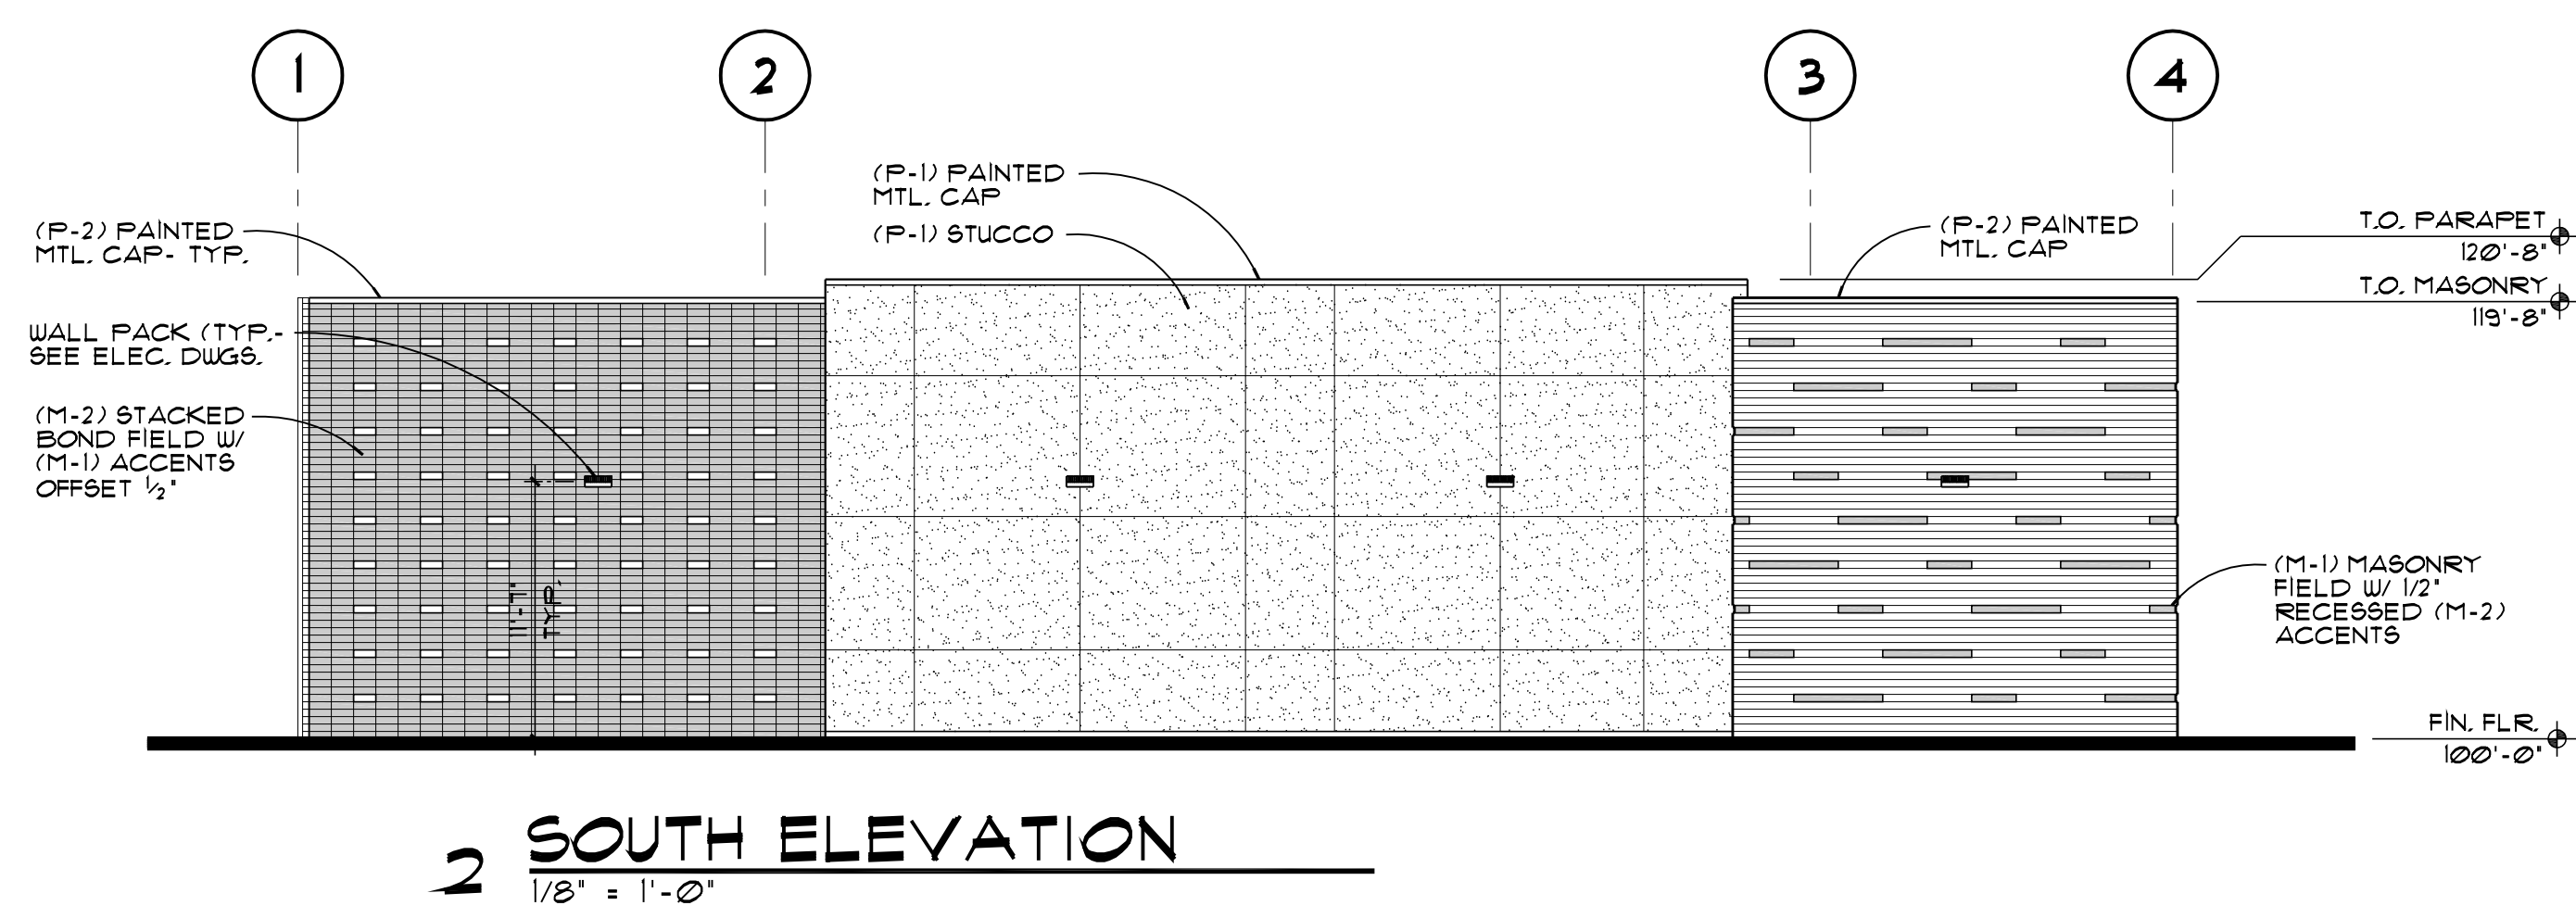 1 2 3 4
(P-1) PAINTED
MTL. CAP
(P-1) STUCCO
(P-2) PAINTED
MTL. CAP- TYP.
WALL PACK (TYP.-
SEE ELEC. DWGS.
(M-2) STACKED
BOND FIELD W/
(M-1) ACCENTS
OFFSET ½"
11'-7"
TYP.
(P-2) PAINTED
MTL. CAP
T.O. PARAPET
120'-8"
T.O. MASONRY
119'-8"
(M-1) MASONRY
FIELD W/ 1/2"
RECESSED (M-2)
ACCENTS
FIN. FLR.
100'-0"
2 SOUTH ELEVATION
1/8" = 1'-0"